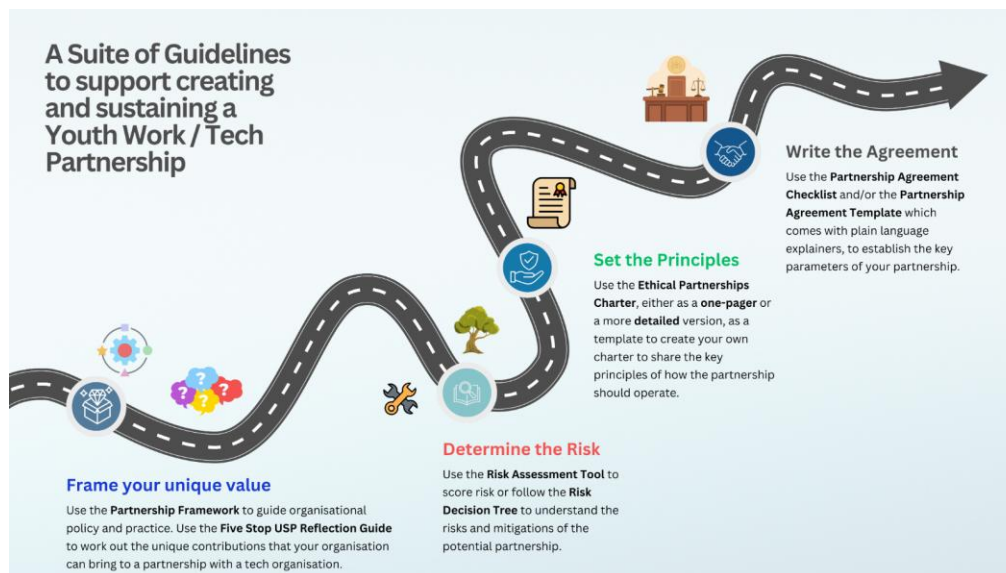 A Suite of Guidelines
to support creating
and sustaining a
Youth Work / Tech
Partnership
Frame your unique value
Use the Partnership Framework to guide organisational
policy and practice. Use the Five Stop USP Reflection Guide
to work out the unique contributions that your organisation
can bring to a partnership with a tech organisation.
Determine the Risk
Use the Risk Assessment Tool to
score risk or follow the Risk
Decision Tree to understand the
risks and mitigations of the
potential partnership.
Set the Principles
Use the Ethical Partnerships
Charter, either as a one-pager or
a more detailed version, as a
template to create your own
charter to share the key
principles of how the partnership
should operate.
Write the Agreement
Use the Partnership Agreement
Checklist and/or the Partnership
Agreement Template which
comes with plain language
explainers, to establish the key
parameters of your partnership.